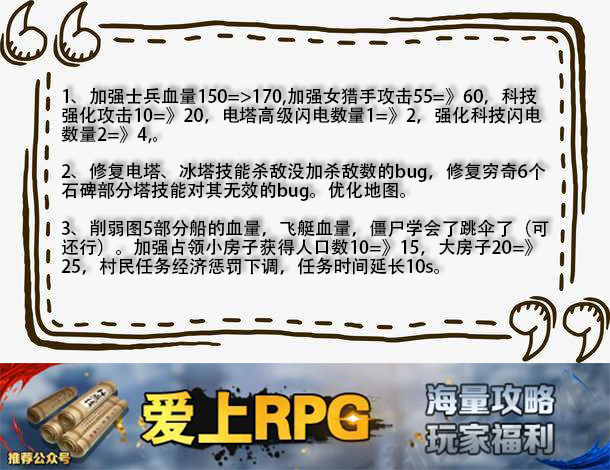 1、加强士兵血量150=>170,加强女猎手攻击55=》60，科技
强化攻击10=》20，电塔高级闪电数量1=》2，强化科技闪电
数量2=》4,。
2、修复电塔、冰塔技能杀敌没加杀敌数的bug，修复穷奇6个
石碑部分塔技能对其无效的bug。优化地图。
3、削弱图5部分船的血量，飞艇血量，僵尸学会了跳伞了（可
还行）。加强占领小房子获得人口数10=》15，大房子20=》
25，村民任务经济惩罚下调，任务时间延长10s。
爱上RPG
海量攻略
玩家福利
推荐公众号